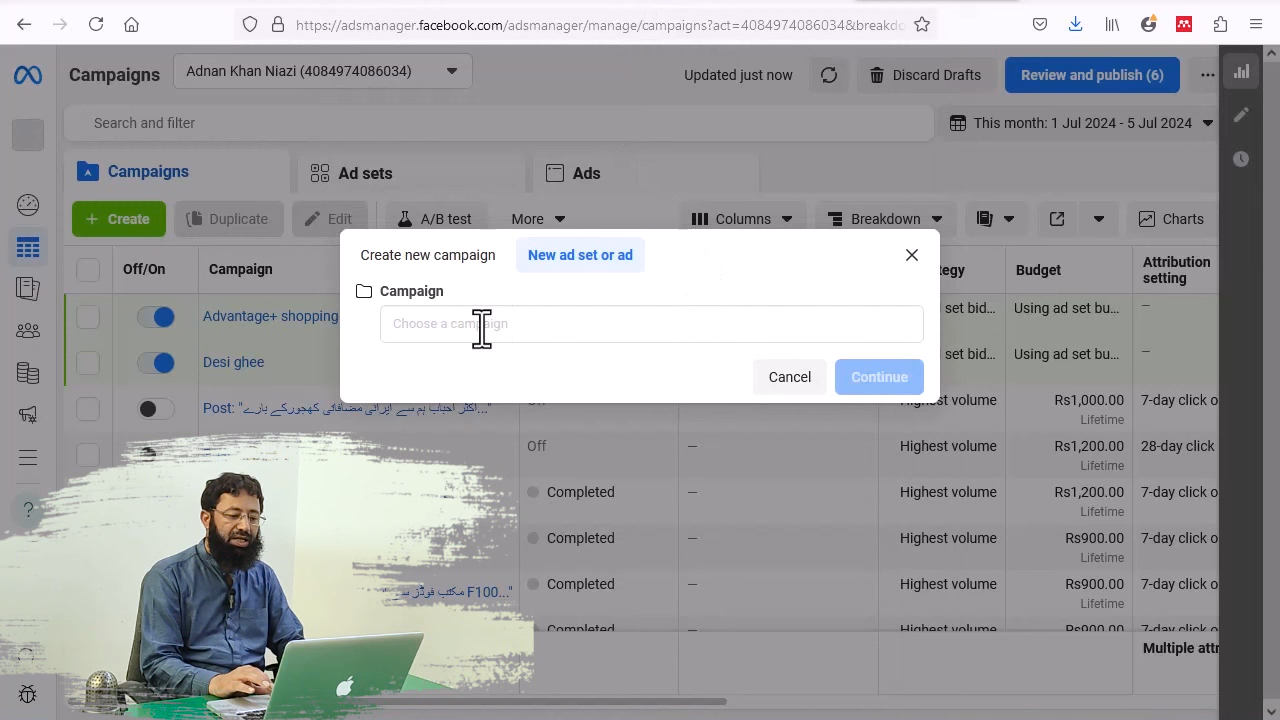 https://adsmanager.facebook.com/adsmanager/manage/campaigns?act=4084974086034&breakdo
Campaigns
Adnan Khan Niazi (4084974086034)
Updated just now
Discard Drafts
Review and publish (6)
Search and filter
This month: 1 Jul 2024 - 5 Jul 2024
Campaigns
Ad sets
Ads
+ Create
Duplicate
Edit
A/B test
More
Columns
Breakdown
Charts
Create new campaign
New ad set or ad
Campaign
Choose a campaign
Cancel
Continue
Off/On
Campaign
Budget
Attribution
setting
Advantage+ shopping
set bid...
Using ad set bu...
—
Desi ghee
set bid...
Using ad set bu...
—
Post: "اکثر احباب ہم سے ایرانی مضافاتی کھجور کے بارے..."
Highest volume
Rs1,000.00
Lifetime
7-day click o
Off
—
Highest volume
Rs1,200.00
Lifetime
28-day click
Completed
—
Highest volume
Rs1,200.00
Lifetime
7-day click o
Completed
—
Highest volume
Rs900.00
Lifetime
7-day click o
F100 مکتب فوڈز سے..."
Completed
—
Highest volume
Rs900.00
Lifetime
7-day click o
Completed
Highest volume
Rs900.00
7-day click o
Multiple attr